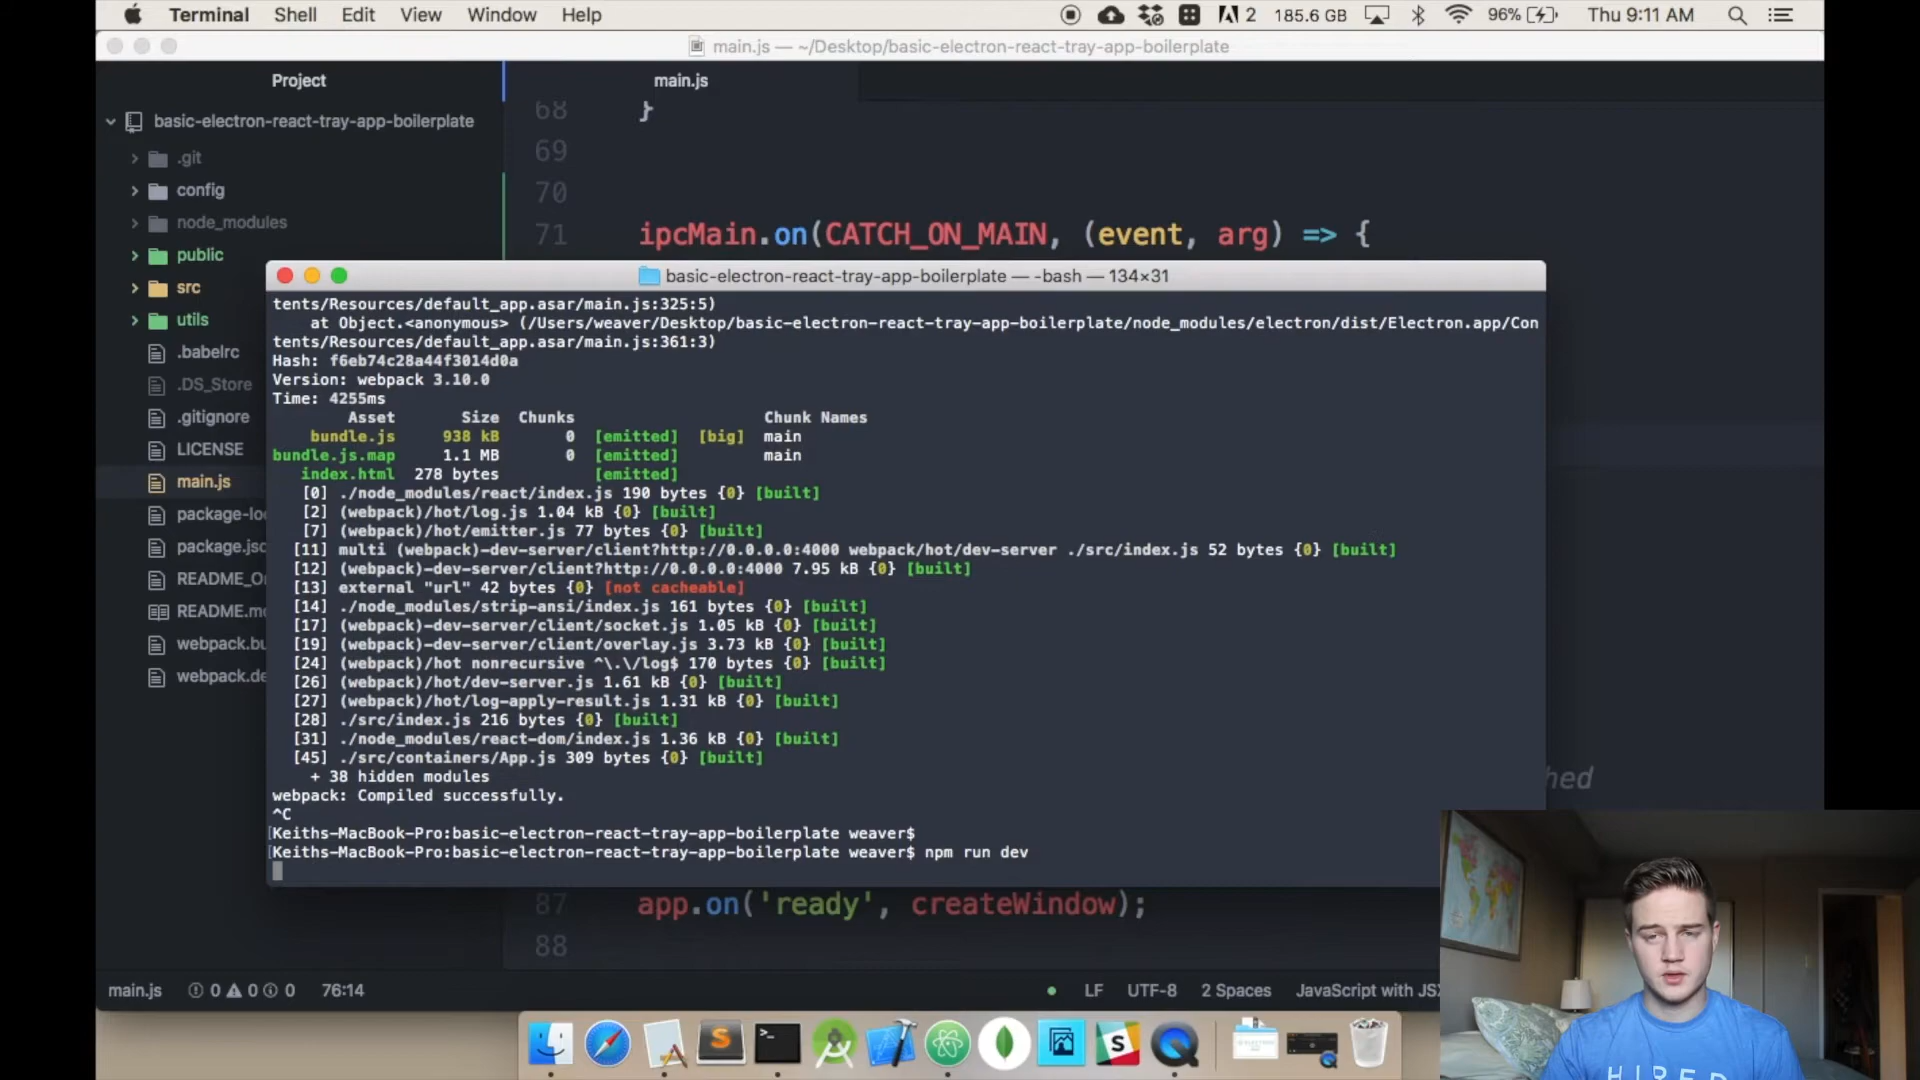 Terminal Shell Edit View Window Help 2 185.6 GB 96% Thu 9:11 AM
main.js — ~/Desktop/basic-electron-react-tray-app-boilerplate
Project
main.js
basic-electron-react-tray-app-boilerplate
.git
config
node_modules
public
src
utils
.babelrc
.DS_Store
.gitignore
LICENSE
main.js
package-lo
package.jso
README_O
README.m
webpack.bu
webpack.de
68 }
69
70
71 ipcMain.on(CATCH_ON_MAIN, (event, arg) => {
basic-electron-react-tray-app-boilerplate — -bash — 134×31
tents/Resources/default_app.asar/main.js:325:5)
at Object.<anonymous> (/Users/weaver/Desktop/basic-electron-react-tray-app-boilerplate/node_modules/electron/dist/Electron.app/Con
tents/Resources/default_app.asar/main.js:361:3)
Hash: f6eb74c28a44f3014d0a
Version: webpack 3.10.0
Time: 4255ms
Asset Size Chunks Chunk Names
bundle.js 938 kB 0 [emitted] [big] main
bundle.js.map 1.1 MB 0 [emitted] main
index.html 278 bytes [emitted]
[0] ./node_modules/react/index.js 190 bytes {0} [built]
[2] (webpack)/hot/log.js 1.04 kB {0} [built]
[7] (webpack)/hot/emitter.js 77 bytes {0} [built]
[11] multi (webpack)-dev-server/client?http://0.0.0.0:4000 webpack/hot/dev-server ./src/index.js 52 bytes {0} [built]
[12] (webpack)-dev-server/client?http://0.0.0.0:4000 7.95 kB {0} [built]
[13] external "url" 42 bytes {0} [not cacheable]
[14] ./node_modules/strip-ansi/index.js 161 bytes {0} [built]
[17] (webpack)-dev-server/client/socket.js 1.05 kB {0} [built]
[19] (webpack)-dev-server/client/overlay.js 3.73 kB {0} [built]
[24] (webpack)/hot nonrecursive ^\.\/log$ 170 bytes {0} [built]
[26] (webpack)/hot/dev-server.js 1.61 kB {0} [built]
[27] (webpack)/hot/log-apply-result.js 1.31 kB {0} [built]
[28] ./src/index.js 216 bytes {0} [built]
[31] ./node_modules/react-dom/index.js 1.36 kB {0} [built]
[45] ./src/containers/App.js 309 bytes {0} [built]
+ 38 hidden modules
webpack: Compiled successfully.
^C
Keiths-MacBook-Pro:basic-electron-react-tray-app-boilerplate weaver$
Keiths-MacBook-Pro:basic-electron-react-tray-app-boilerplate weaver$ npm run dev
hed
87 app.on('ready', createWindow);
88
main.js 0 0 0 76:14 LF UTF-8 2 Spaces JavaScript with JS
HIRED